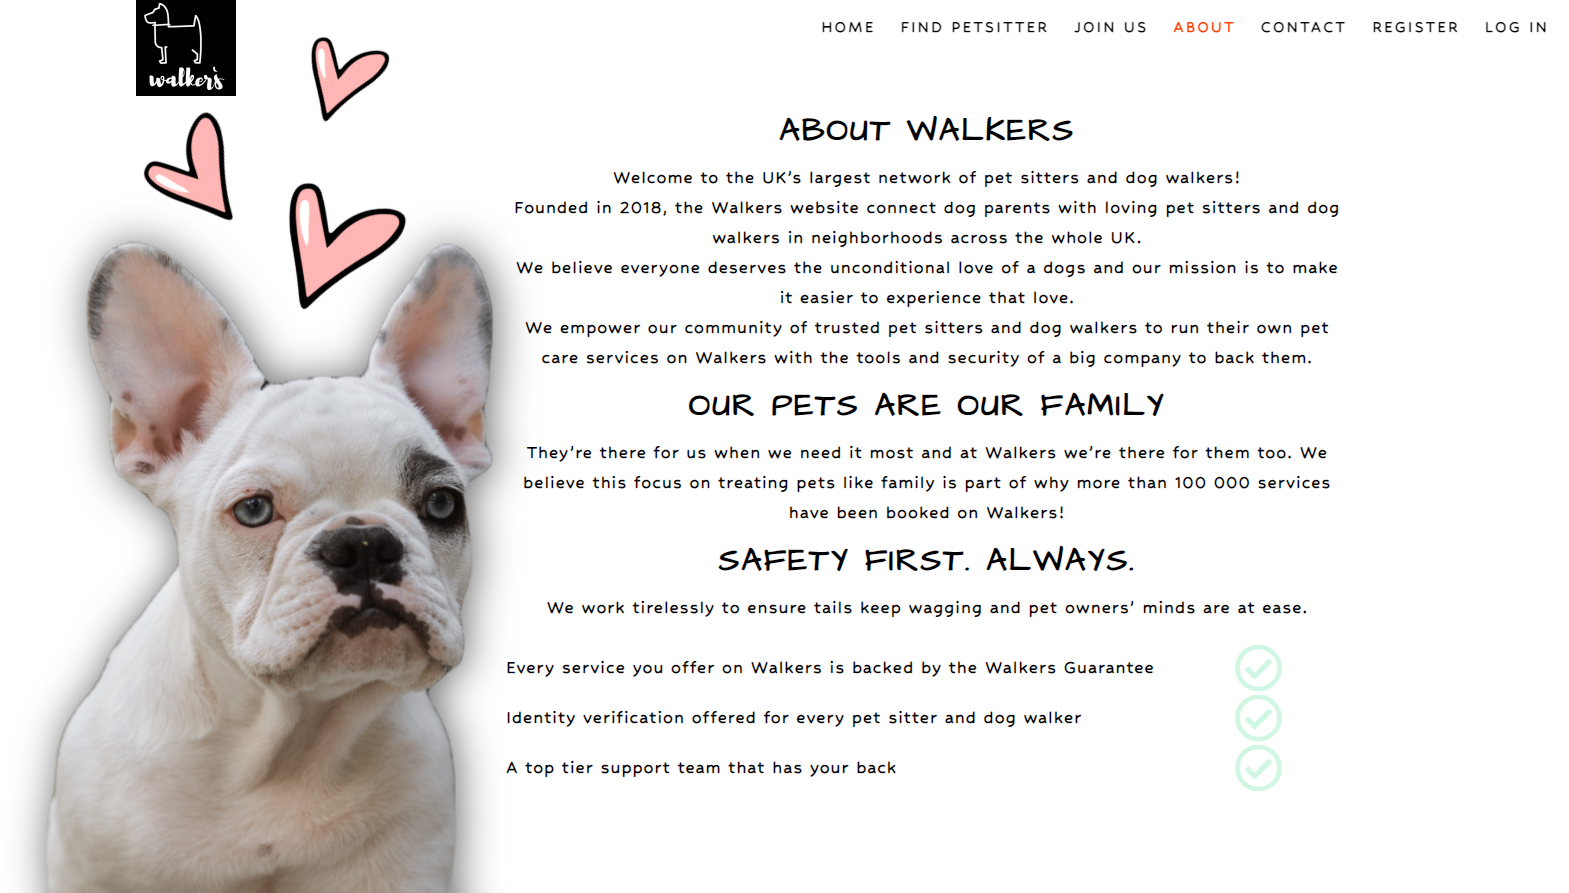 walker's
HOME FIND PETSITTER JOIN US ABOUT CONTACT REGISTER LOG IN
ABOUT WALKERS
Welcome to the UK's largest network of pet sitters and dog walkers!
Founded in 2018, the Walkers website connect dog parents with loving pet sitters and dog
walkers in neighborhoods across the whole UK.
We believe everyone deserves the unconditional love of a dogs and our mission is to make
it easier to experience that love.
We empower our community of trusted pet sitters and dog walkers to run their own pet
care services on Walkers with the tools and security of a big company to back them.
OUR PETS ARE OUR FAMILY
They're there for us when we need it most and at Walkers we're there for them too. We
believe this focus on treating pets like family is part of why more than 100 000 services
have been booked on Walkers!
SAFETY FIRST. ALWAYS.
We work tirelessly to ensure tails keep wagging and pet owners' minds are at ease.
Every service you offer on Walkers is backed by the Walkers Guarantee
Identity verification offered for every pet sitter and dog walker
A top tier support team that has your back